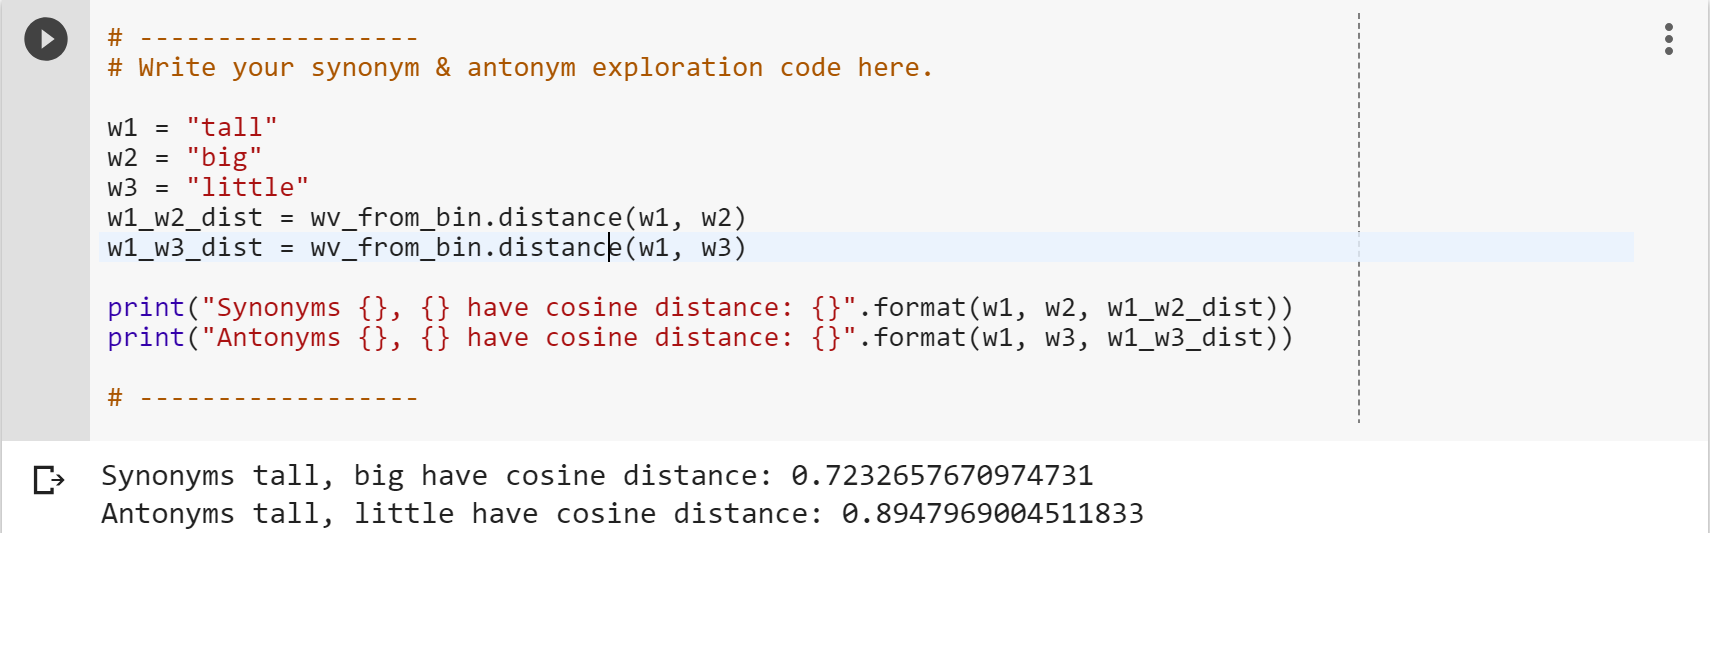 # ------------------
# Write your synonym & antonym exploration code here.
w1 = "tall"
w2 = "big"
w3 = "little"
w1_w2_dist = wv_from_bin.distance(w1, w2)
w1_w3_dist = wv_from_bin.distance(w1, w3)
print("Synonyms {}, {} have cosine distance: {}".format(w1, w2, w1_w2_dist))
print("Antonyms {}, {} have cosine distance: {}".format(w1, w3, w1_w3_dist))
# ------------------
Synonyms tall, big have cosine distance: 0.7232657670974731
Antonyms tall, little have cosine distance: 0.8947969004511833